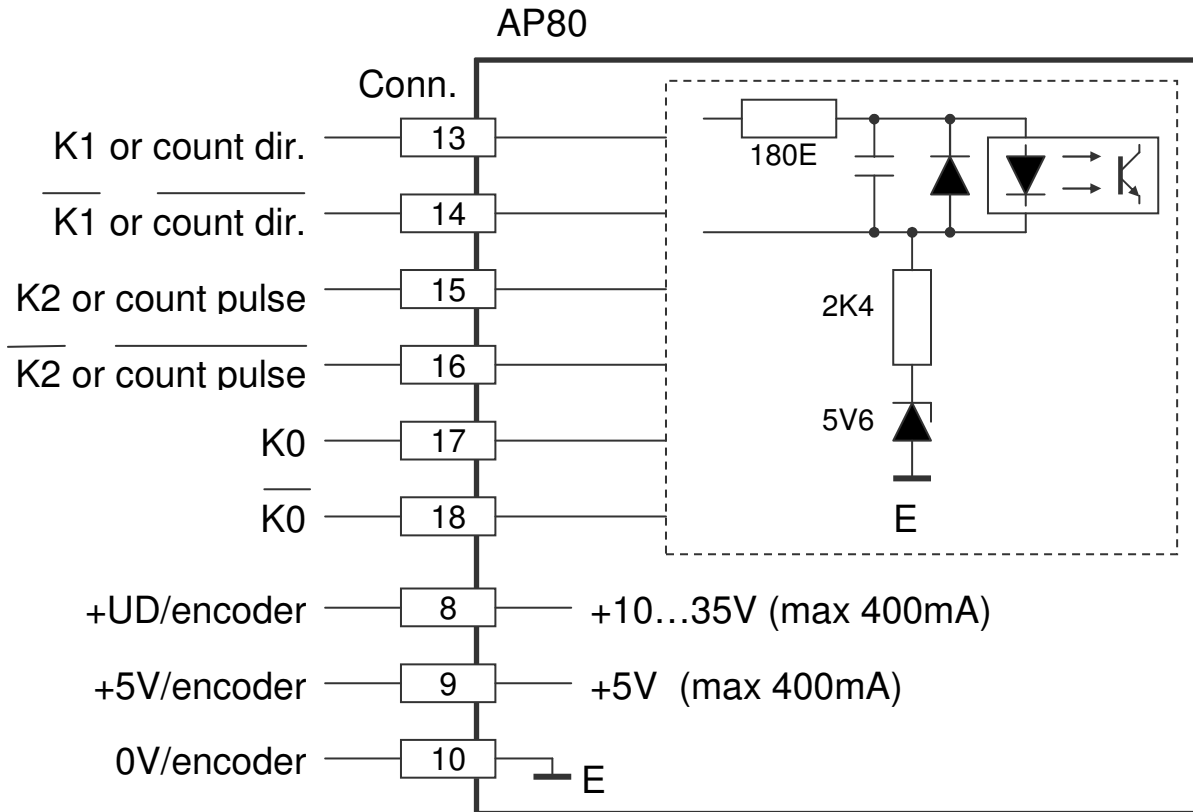 AP80
Conn.
K1 or count dir. 13
K1 or count dir. 14
K2 or count pulse 15
K2 or count pulse 16
K0 17
K0 18
+UD/encoder 8 +10...35V (max 400mA)
+5V/encoder 9 +5V (max 400mA)
0V/encoder 10 E
180E
2K4
5V6
E